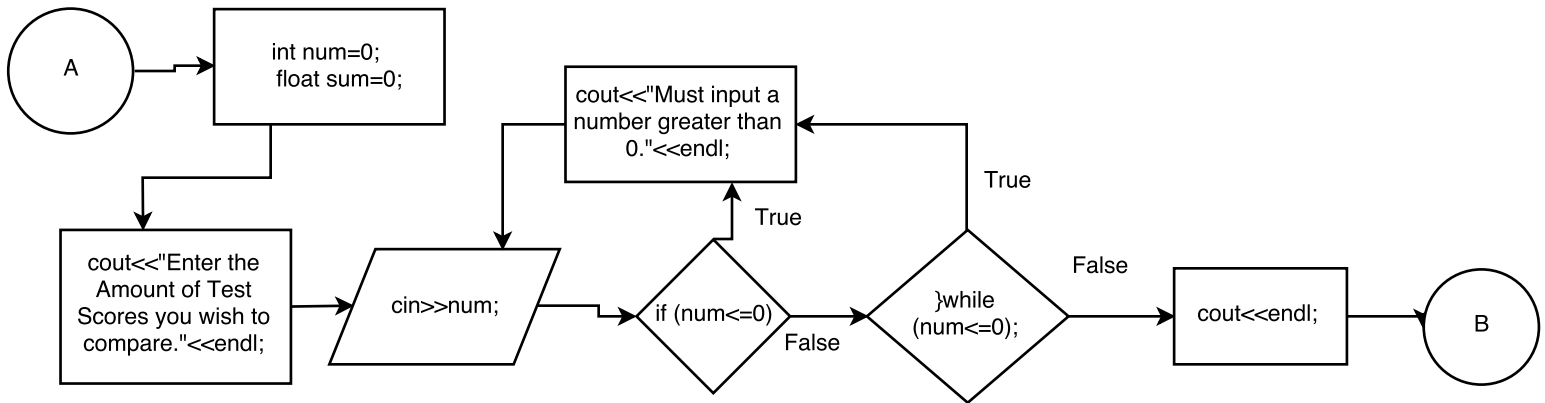 A
int num=0;
float sum=0;
cout<<"Enter the
Amount of Test
Scores you wish to
compare."<<endl;
cin>>num;
cout<<"Must input a
number greater than
0."<<endl;
True
if (num<=0)
False
True
}while
(num<=0);
False
cout<<endl;
B